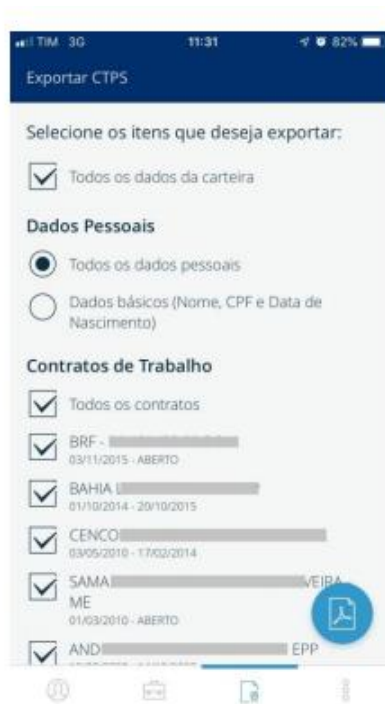 TIM 3G 11:31 82%
Exportar CTPS
Selecione os itens que deseja exportar:
Todos os dados da carteira
Dados Pessoais
Todos os dados pessoais
Dados básicos (Nome, CPF e Data de
Nascimento)
Contratos de Trabalho
Todos os contratos
BRF -
03/11/2015 - ABERTO
BAHIA
01/10/2014 - 20/10/2015
CENCO
03/05/2010 - 17/02/2014
SAMA VEIRA
ME
01/03/2010 - ABERTO
AND EPP